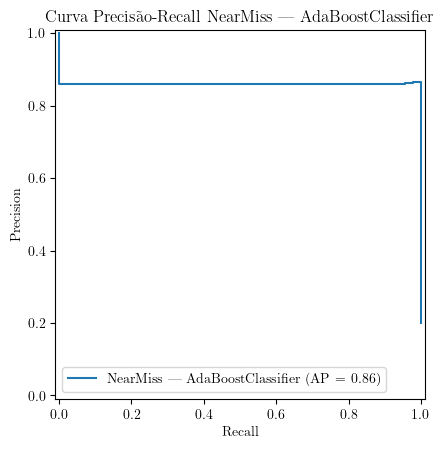 Curva Precisão-Recall NearMiss — AdaBoostClassifier
1.0
0.8
0.6
0.4
0.2
0.0
Precision
NearMiss — AdaBoostClassifier (AP = 0.86)
0.0 0.2 0.4 0.6 0.8 1.0
Recall